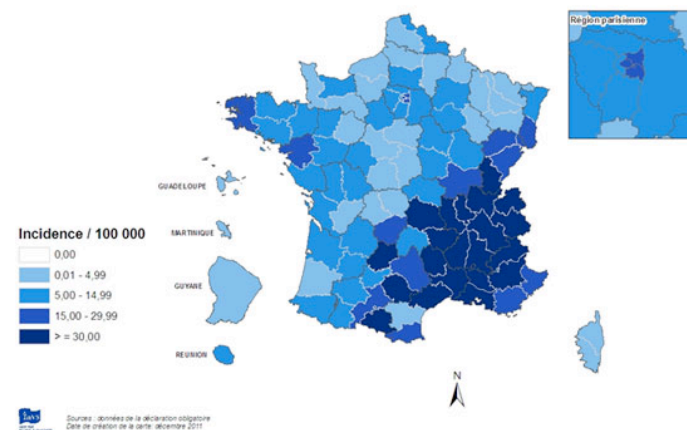 Région parisienne
GUADELOUPE
MARTINIQUE
GUYANE
REUNION
Incidence / 100 000
0,00
0,01 - 4,99
5,00 - 14,99
15,00 - 29,99
> = 30,00
N
Sources : données de la déclaration obligatoire
Date de création de la carte: décembre 2011